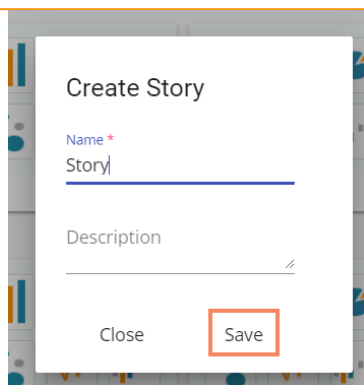 Create Story
Name *
Story
Description
Close Save